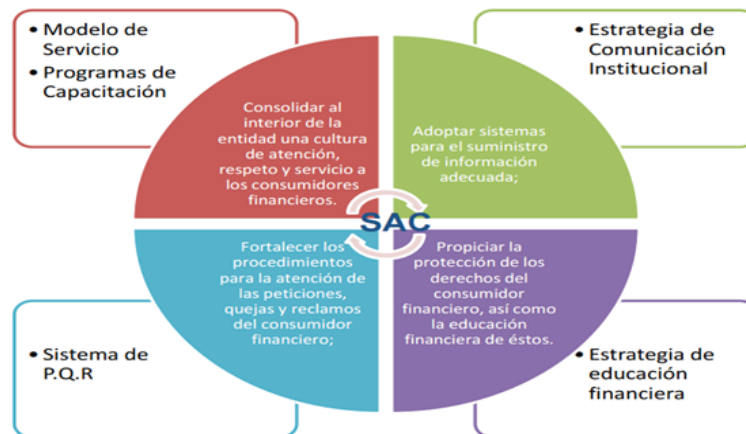 • Modelo de
Servicio
• Programas de
Capacitación
• Estrategia de
Comunicación
Institucional
Consolidar al
interior de la
entidad una cultura
de atención,
respeto y servicio a
los consumidores
financieros.
Adoptar sistemas
para el suministro
de información
adecuada;
SAC
Fortalecer los
procedimientos
para la atención de
las peticiones,
quejas y reclamos
del consumidor
financiero;
Propiciar la
protección de los
derechos del
consumidor
financiero, así como
la educación
financiera de éstos.
• Sistema de
P.Q.R
• Estrategia de
educación
financiera